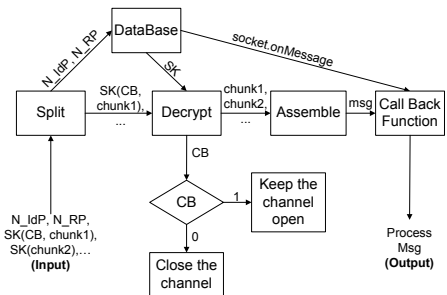 DataBase
N_IdP, N_RP
SK
socket.onMessage
Split
SK(CB,
chunk1),
...
Decrypt
chunk1,
chunk2,
...
Assemble
msg
Call Back
Function
CB
CB
1
Keep the
channel
open
0
Close the
channel
N_IdP, N_RP,
SK(CB, chunk1),
SK(chunk2),...
(Input)
Process
Msg
(Output)